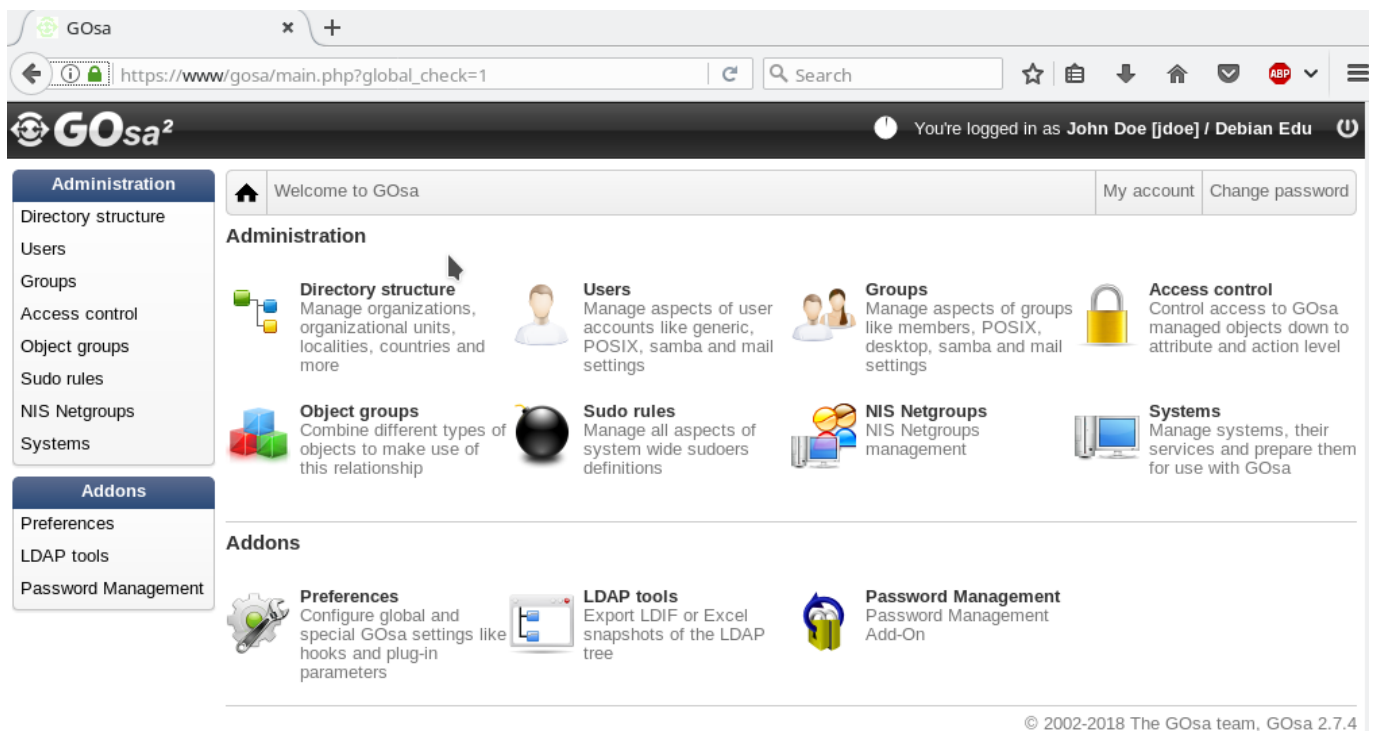 GOsa
https://www/gosa/main.php?global_check=1
Search
ABP
GOsa²
You're logged in as John Doe [jdoe] / Debian Edu
Administration
Directory structure
Users
Groups
Access control
Object groups
Sudo rules
NIS Netgroups
Systems
Addons
Preferences
LDAP tools
Password Management
Welcome to GOsa
My account
Change password
Administration
Directory structure
Manage organizations,
organizational units,
localities, countries and
more
Users
Manage aspects of user
accounts like generic,
POSIX, samba and mail
settings
Groups
Manage aspects of groups
like members, POSIX,
desktop, samba and mail
settings
Access control
Control access to GOsa
managed objects down to
attribute and action level
Object groups
Combine different types of
objects to make use of
this relationship
Sudo rules
Manage all aspects of
system wide sudoers
definitions
NIS Netgroups
NIS Netgroups
management
Systems
Manage systems, their
services and prepare them
for use with GOsa
Addons
Preferences
Configure global and
special GOsa settings like
hooks and plug-in
parameters
LDAP tools
Export LDIF or Excel
snapshots of the LDAP
tree
Password Management
Password Management
Add-On
© 2002-2018 The GOsa team, GOsa 2.7.4